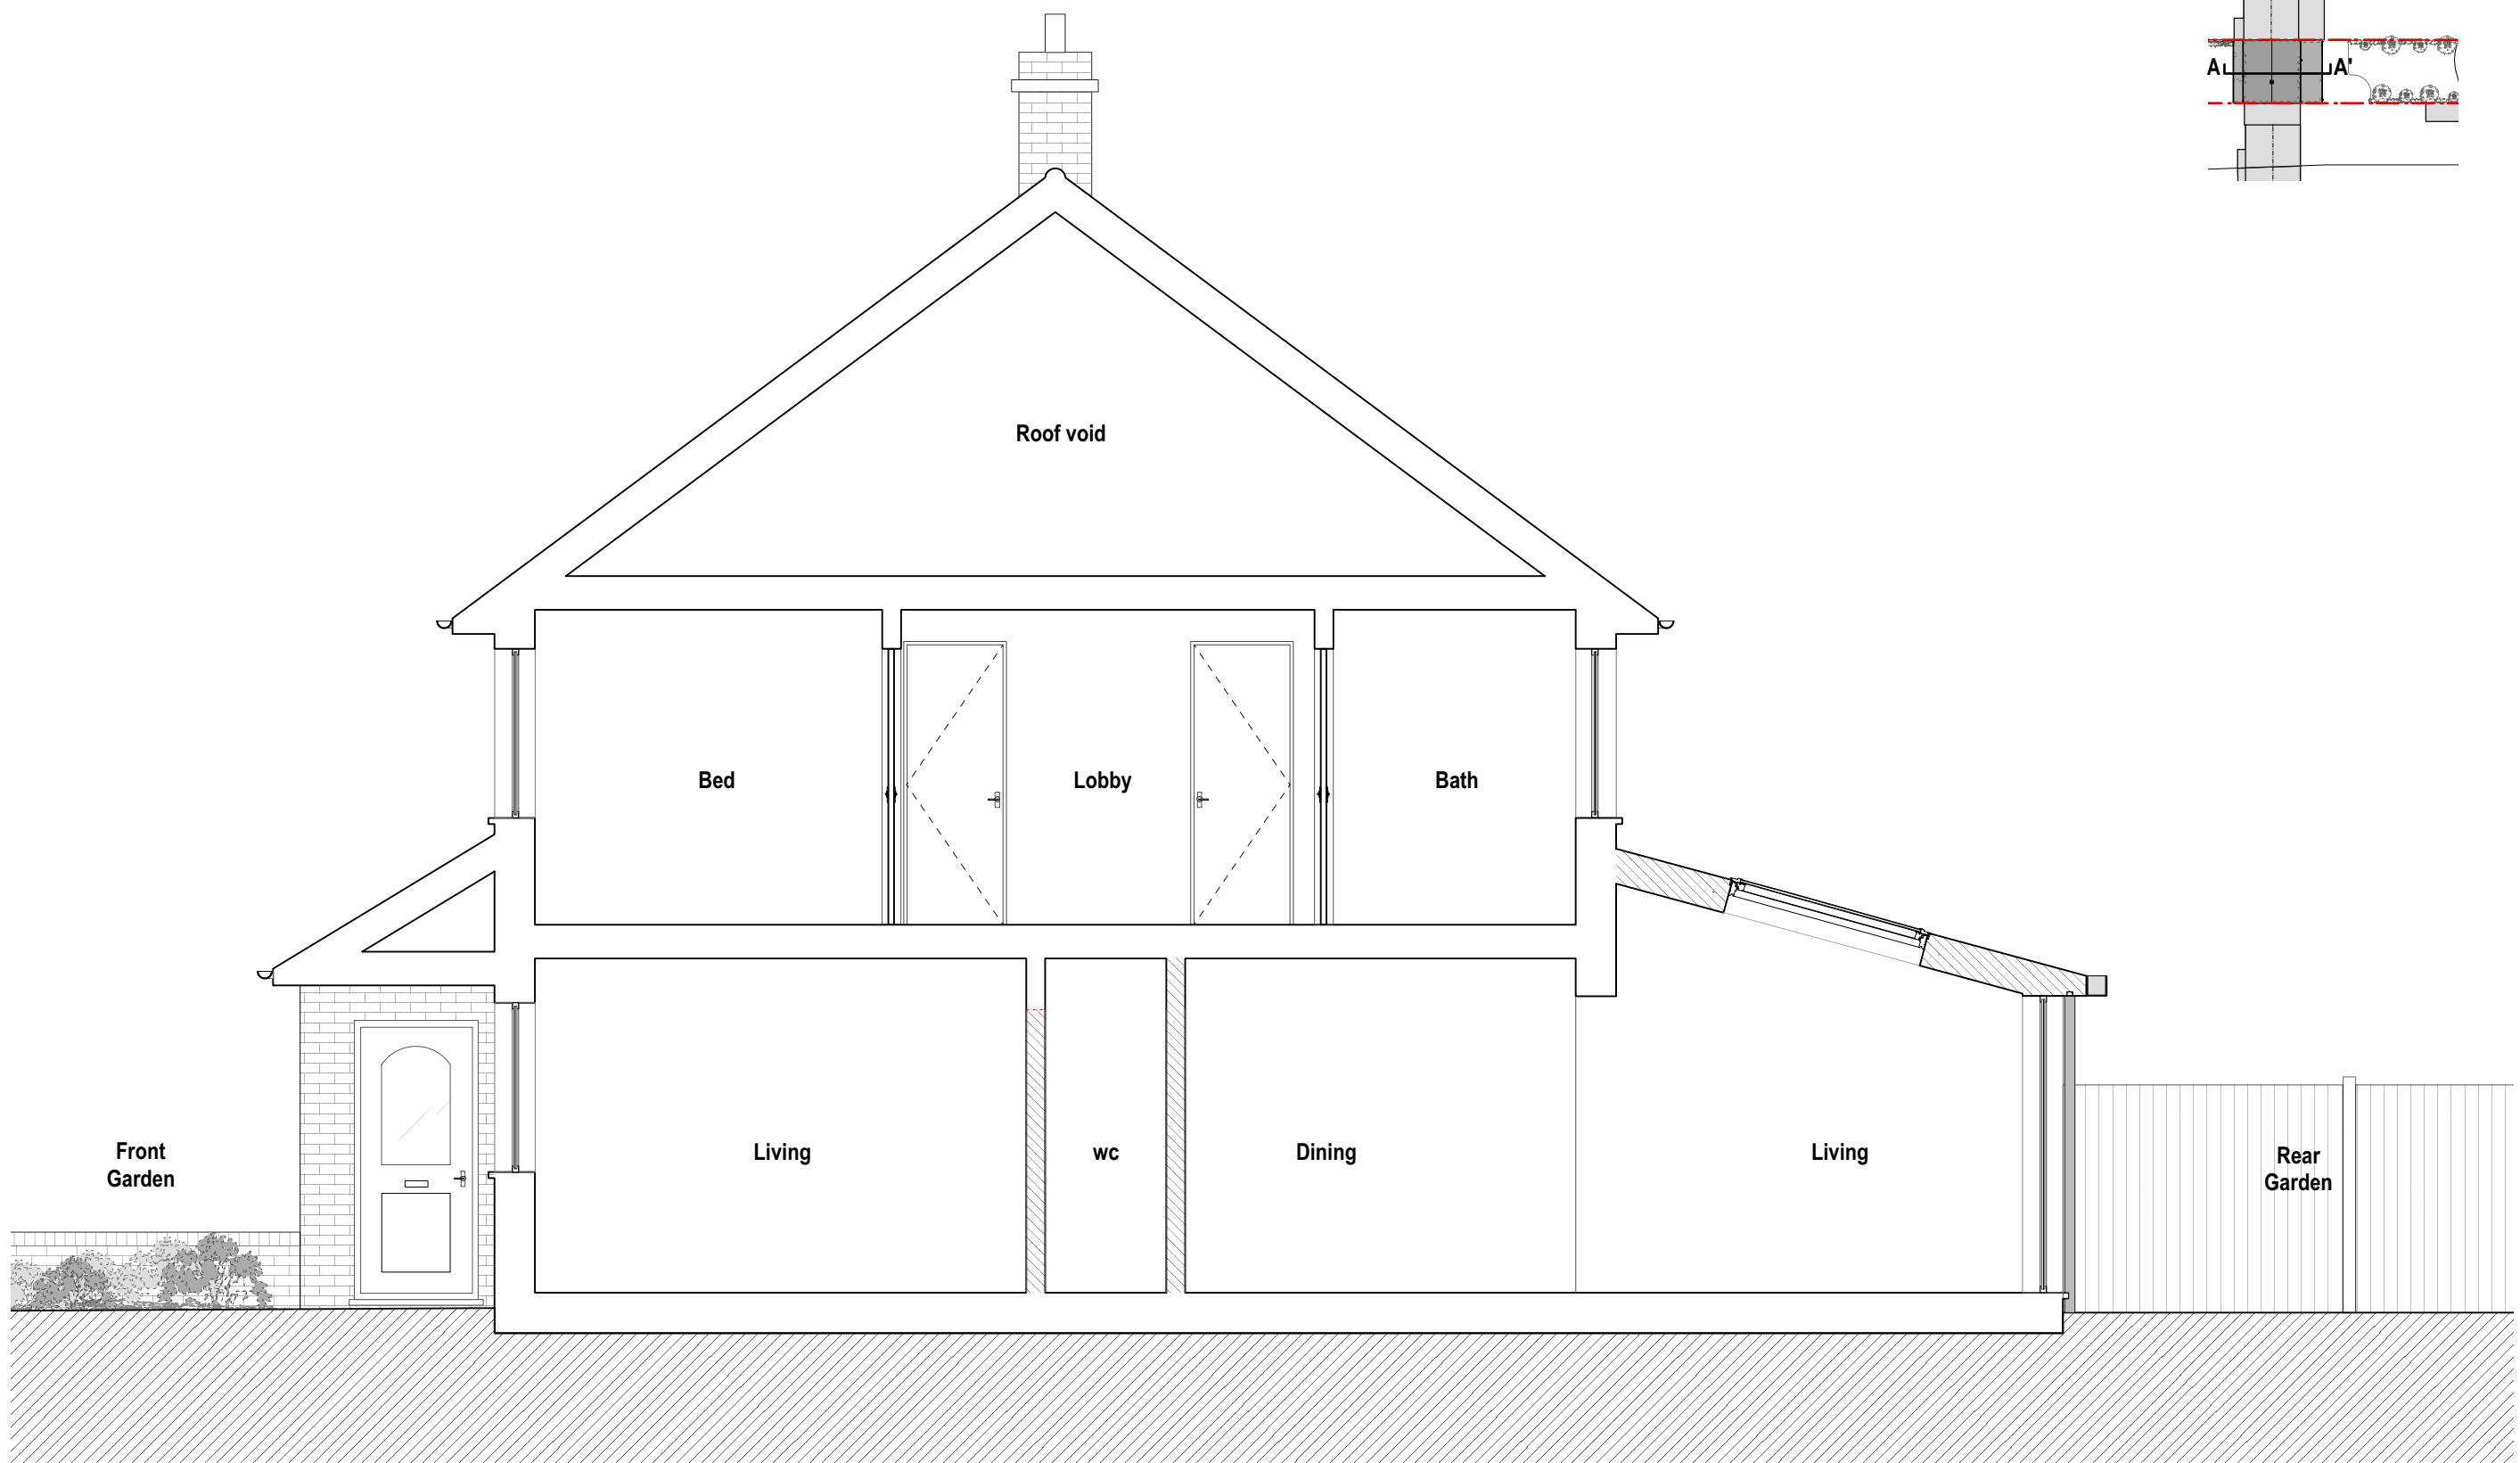 A
A'
Roof void
Bed
Lobby
Bath
Front
Garden
Living
wc
Dining
Living
Rear
Garden